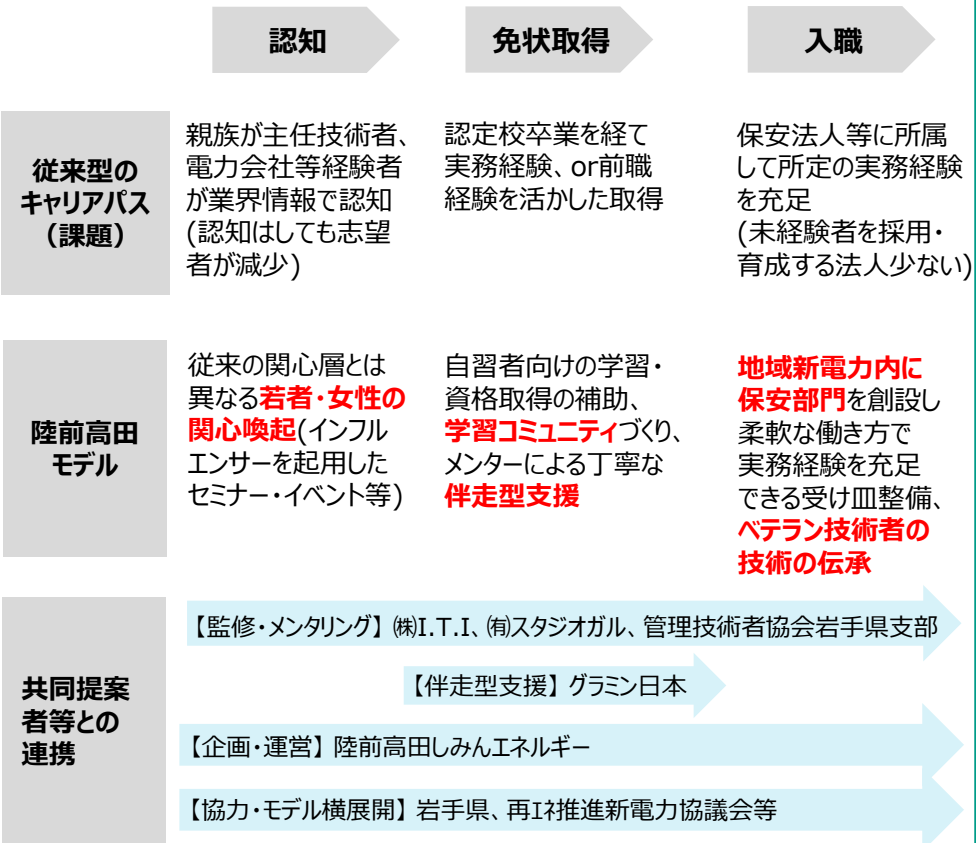 認知
免状取得
入職
従来型の
キャリアパス
（課題）
親族が主任技術者、
電力会社等経験者
が業界情報で認知
(認知はしても志望
者が減少)
認定校卒業を経て
実務経験、or前職
経験を活かした取得
保安法人等に所属
して所定の実務経験
を充足
(未経験者を採用・
育成する法人少ない)
陸前高田
モデル
従来の関心層とは
異なる若者・女性の
関心喚起(インフル
エンサーを起用した
セミナー・イベント等)
自習者向けの学習・
資格取得の補助、
学習コミュニティづくり、
メンターによる丁寧な
伴走型支援
地域新電力内に
保安部門を創設し
柔軟な働き方で
実務経験を充足
できる受け皿整備、
ベテラン技術者の
技術の伝承
共同提案
者等との
連携
【監修・メンタリング】㈱I.T.I、㈲スタジオガル、管理技術者協会岩手県支部
【伴走型支援】グラミン日本
【企画・運営】陸前高田しみんエネルギー
【協力・モデル横展開】岩手県、再ｴﾈ推進新電力協議会等